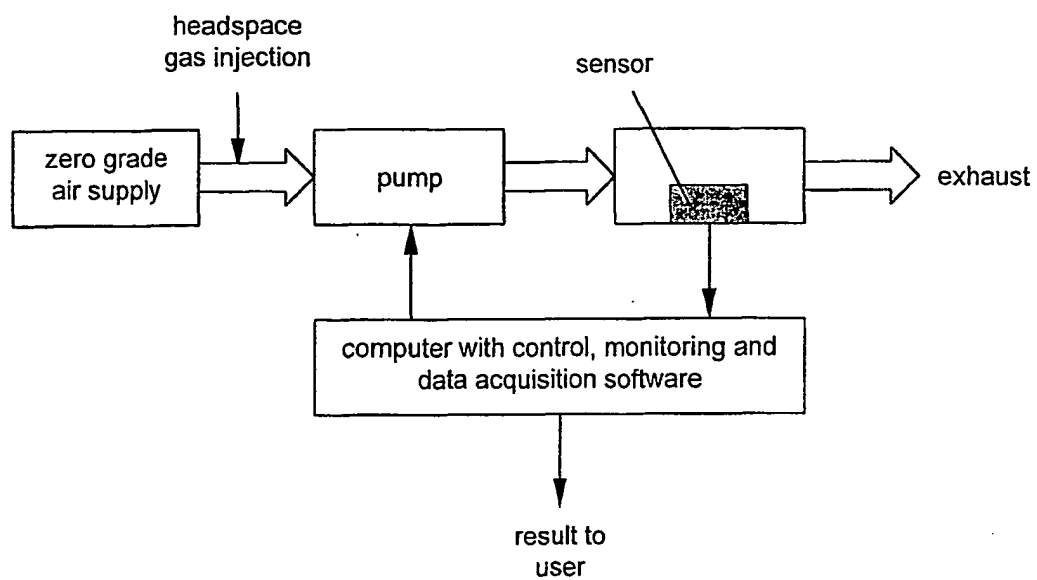 headspace
gas injection
sensor
zero grade
air supply
pump
exhaust
computer with control, monitoring and
data acquisition software
result to
user